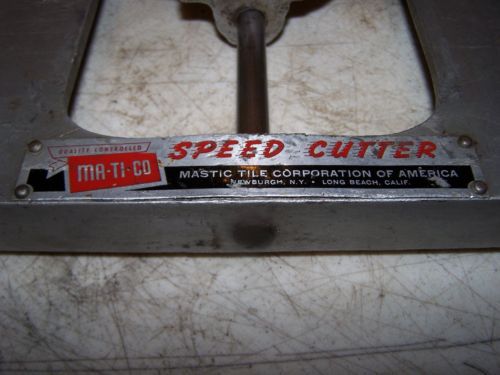 QUALITY CONTROLLED
MA-TI-CO
SPEED CUTTER
MASTIC TILE CORPORATION OF AMERICA
NEWBURGH, N.Y. • LONG BEACH, CALIF.